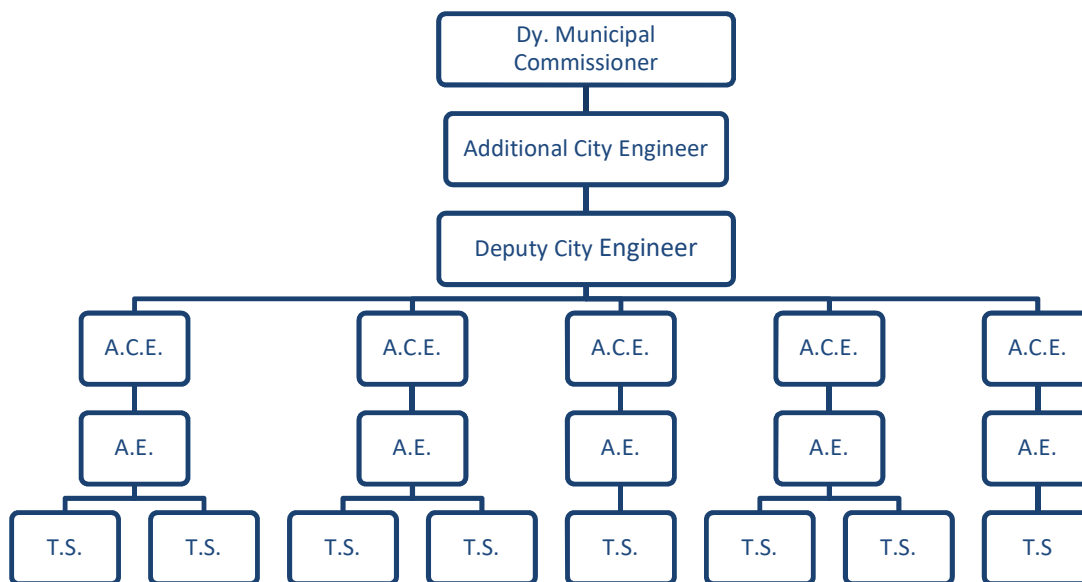 Dy. Municipal
Commissioner
Additional City Engineer
Deputy City Engineer
A.C.E.
A.C.E.
A.C.E.
A.C.E.
A.C.E.
A.E.
A.E.
A.E.
A.E.
A.E.
T.S.
T.S.
T.S.
T.S.
T.S.
T.S.
T.S.
T.S